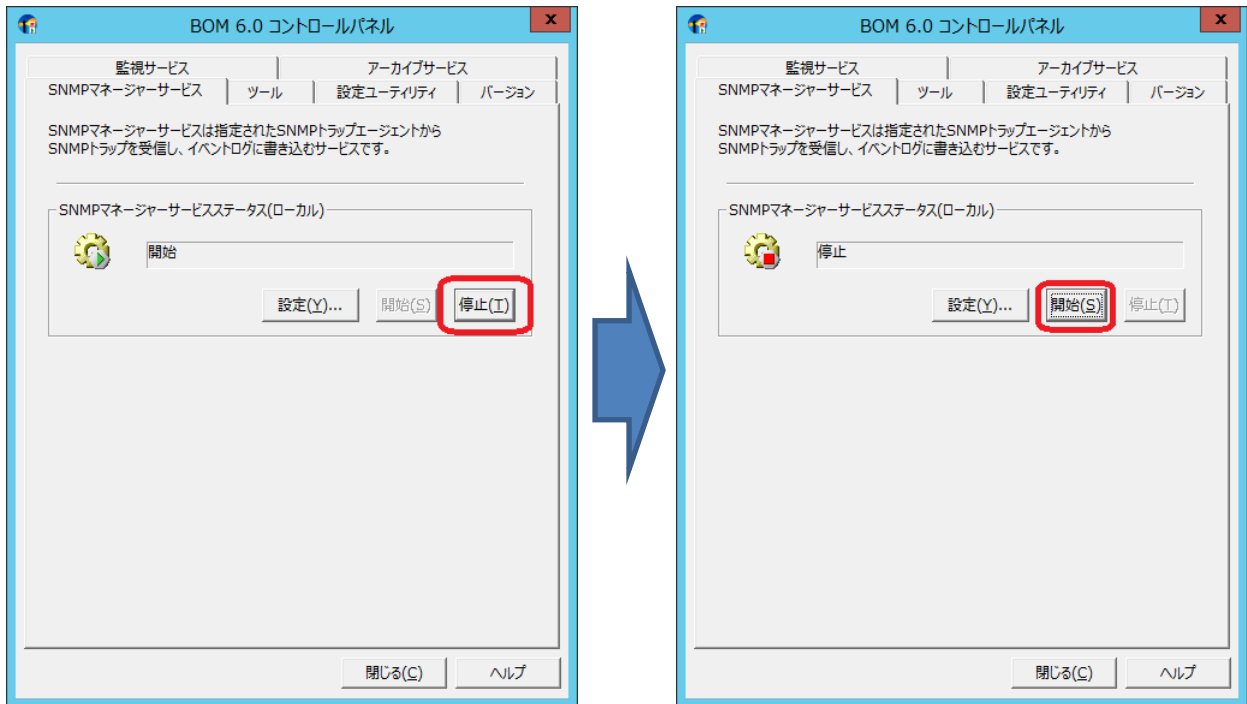 BOM 6.0 コントロールパネル
x
監視サービス
アーカイブサービス
SNMPマネージャーサービス
ツール
設定ユーティリティ
バージョン
SNMPマネージャーサービスは指定されたSNMPトラップエージェントから
SNMPトラップを受信し、イベントログに書き込むサービスです。
SNMPマネージャーサービスステータス(ローカル)
開始
設定(Y)...
開始(S)
停止(T)
閉じる(C)
ヘルプ
BOM 6.0 コントロールパネル
x
監視サービス
アーカイブサービス
SNMPマネージャーサービス
ツール
設定ユーティリティ
バージョン
SNMPマネージャーサービスは指定されたSNMPトラップエージェントから
SNMPトラップを受信し、イベントログに書き込むサービスです。
SNMPマネージャーサービスステータス(ローカル)
停止
設定(Y)...
開始(S)
停止(T)
閉じる(C)
ヘルプ